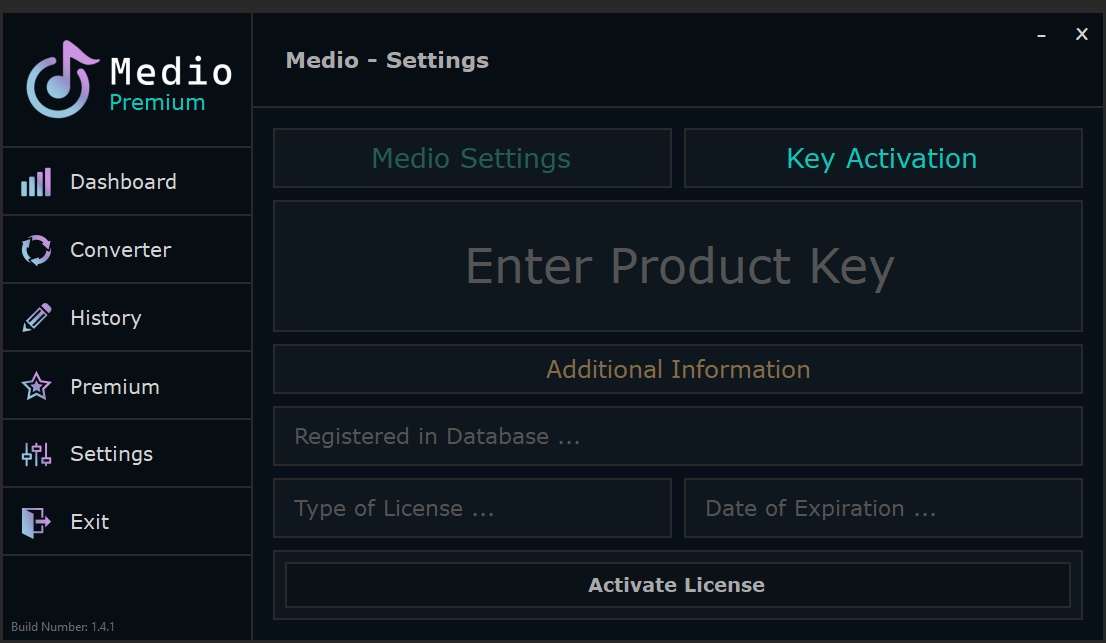 Medio
Premium
Dashboard
Converter
History
Premium
Settings
Exit
Build Number: 1.4.1
Medio - Settings
– X
Medio Settings
Key Activation
Enter Product Key
Additional Information
Registered in Database ...
Type of License ...
Date of Expiration ...
Activate License